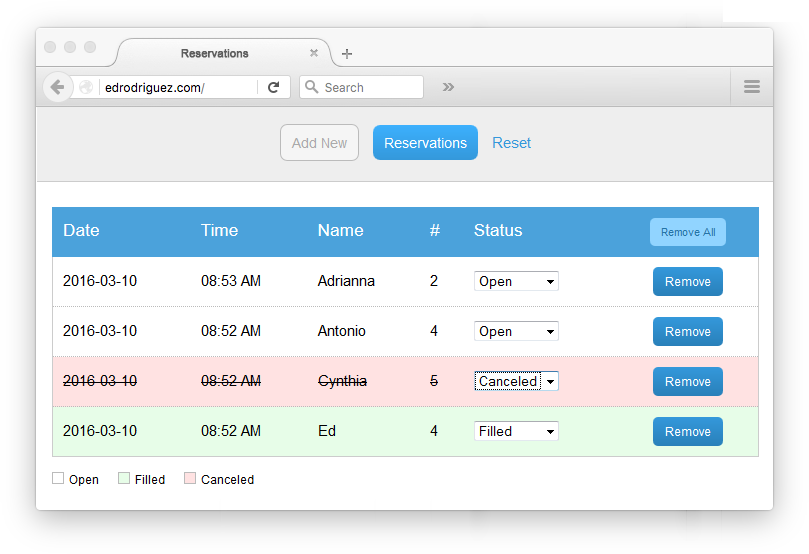 Reservations
edrodriguez.com/ Search
Add New Reservations Reset
Date Time Name # Status Remove All
2016-03-10 08:53 AM Adrianna 2 Open Remove
2016-03-10 08:52 AM Antonio 4 Open Remove
2016-03-10 08:52 AM Cynthia 5 Canceled Remove
2016-03-10 08:52 AM Ed 4 Filled Remove
Open Filled Canceled